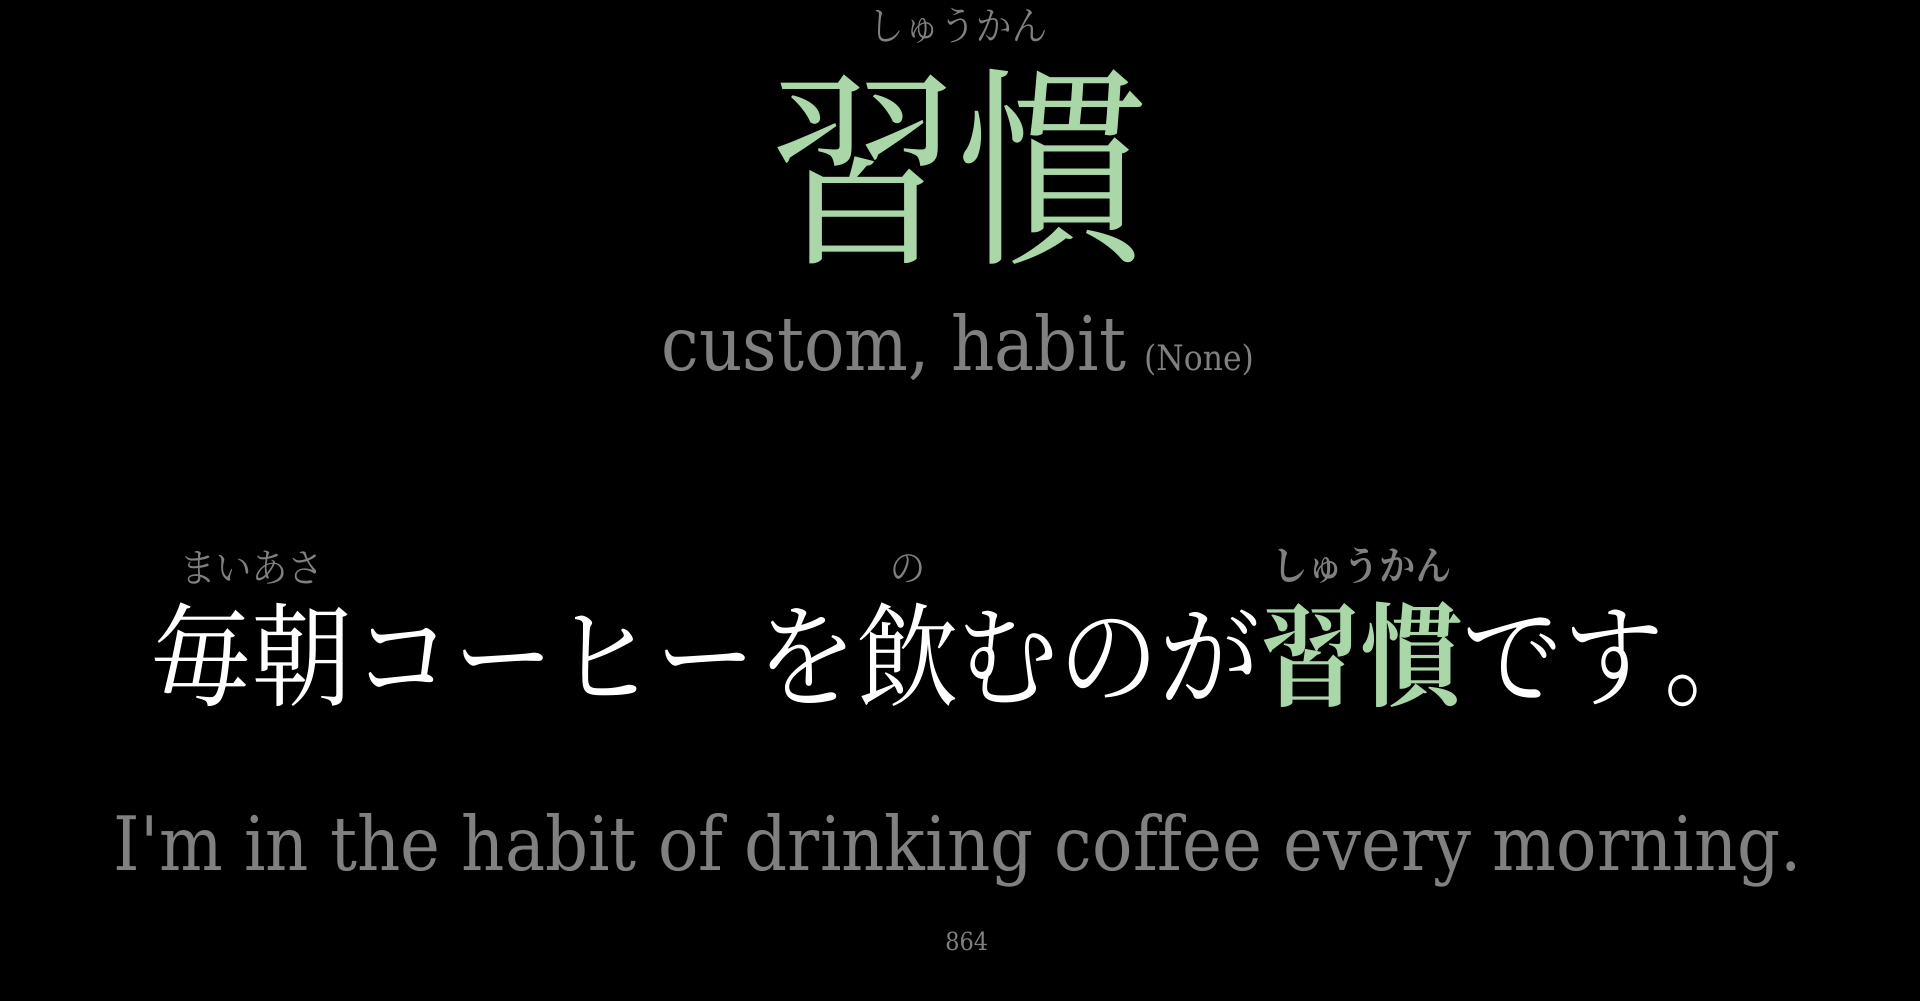 しゅうかん
習慣
custom, habit (None)
まいあさ の しゅうかん
毎朝コーヒーを飲むのが習慣です。
I'm in the habit of drinking coffee every morning.
864